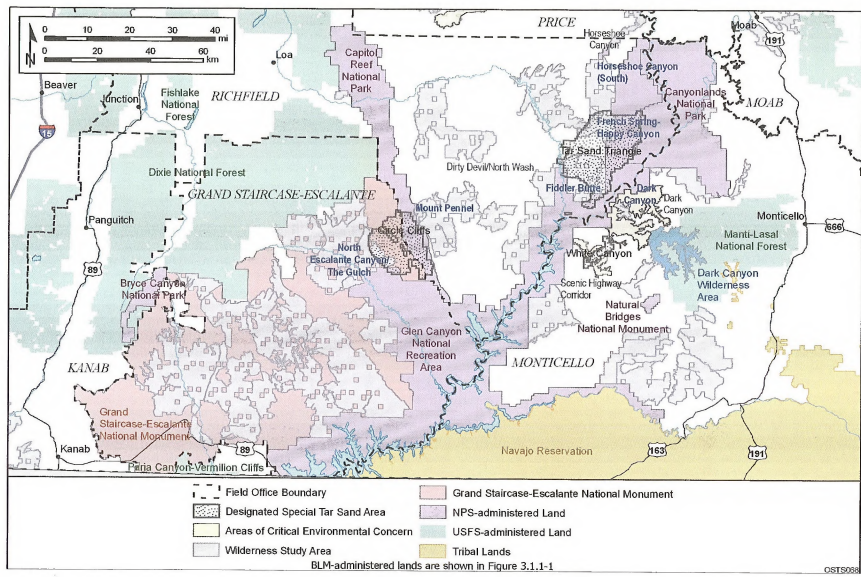 0 10 20 30 40
mi
0 20 40 60
km
N
PRICE
Horseshoe
Canyon
Moab
191
Capitol
Reef
National
Park
Loa
Horseshoe Canyon
(South)
Canyonlands
National
Park
MOAB
Beaver
Junction
Fishlake
National
Forest
RICHFIELD
15
French Spring-
Happy Canyon
Tar Sand Triangle
Dirty Devil/North Wash
Dixie National Forest
GRAND STAIRCASE-ESCALANTE
Fiddler Butte
Dark
Canyon
Dark
Canyon
Mount Pennel
Monticello
666
Panguitch
Circle Cliffs
Manti-Lasal
National Forest
North
Escalante Canyon/
The Gulch
White Canyon
89
Scenic Highway
Corridor
Dark Canyon
Wilderness
Area
Bryce Canyon
National Park
Natural
Bridges
National Monument
Glen Canyon
National
Recreation
Area
KANAB
MONTICELLO
Grand
Staircase-Escalante
National Monument
Kanab
89
Navajo Reservation
163
191
Paria Canyon-Vermilion Cliffs
Field Office Boundary
Grand Staircase-Escalante National Monument
Designated Special Tar Sand Area
NPS-administered Land
Areas of Critical Environmental Concern
USFS-administered Land
Wilderness Study Area
Tribal Lands
BLM-administered lands are shown in Figure 3.1.1-1